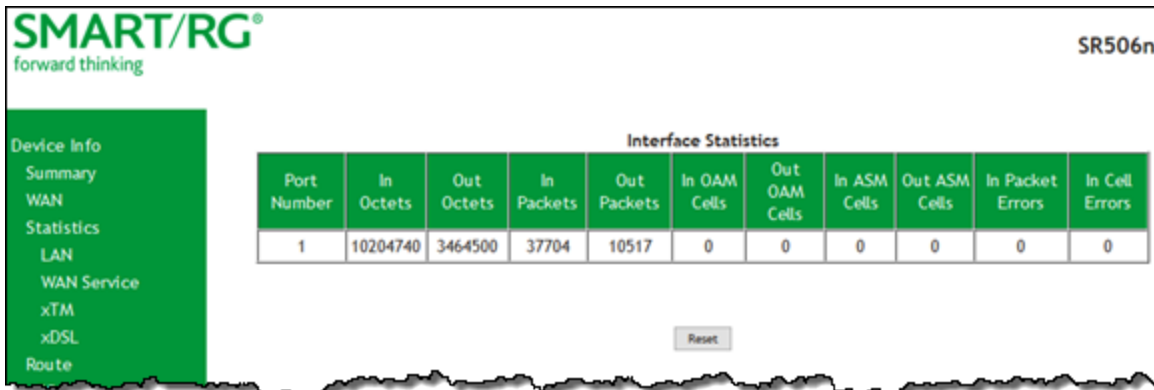 SMART/RG®
forward thinking
SR506n
Device Info
Summary
WAN
Statistics
LAN
WAN Service
xTM
xDSL
Route
Interface Statistics
Port Number In Octets Out Octets In Packets Out Packets In OAM Cells Out OAM Cells In ASM Cells Out ASM Cells In Packet Errors In Cell Errors
1 10204740 3464500 37704 10517 0 0 0 0 0 0
Reset